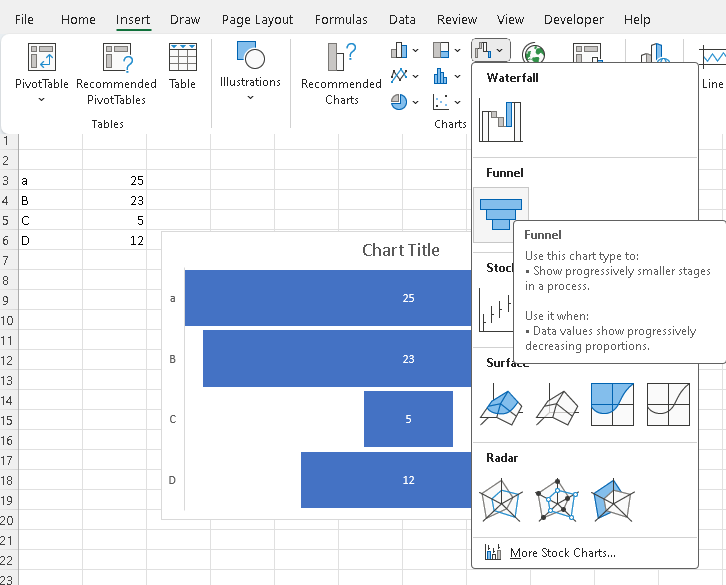 File Home Insert Draw Page Layout Formulas Data Review View Developer Help
PivotTable Recommended PivotTables Table
Illustrations
Recommended Charts
Line
Tables
Charts
Waterfall
Funnel
Funnel
Use this chart type to:
• Show progressively smaller stages
in a process.
Use it when:
• Data values show progressively
decreasing proportions.
Stoc
Surface
Radar
More Stock Charts...
1
2
3 a 25
4 B 23
5 C 5
6 D 12
7
8
9
10
11
12
13
14
15
16
17
18
19
20
21
22
23
Chart Title
a 25
B 23
C 5
D 12